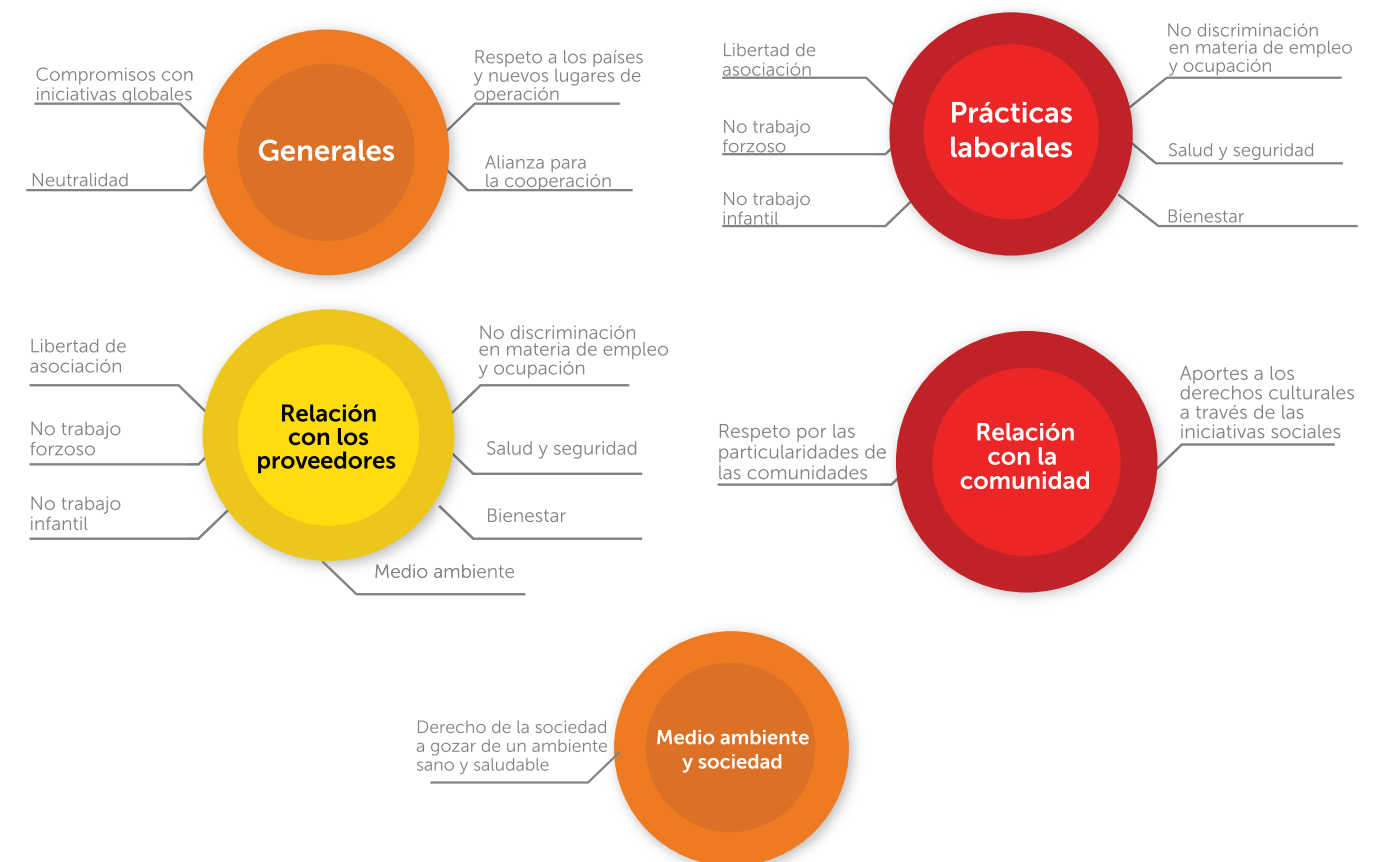 Compromisos con
iniciativas globales
Neutralidad
Generales
Respeto a los países
y nuevos lugares de
operación
Alianza para
la cooperación
Libertad de
asociación
No trabajo
forzoso
No trabajo
infantil
Prácticas
laborales
No discriminación
en materia de empleo
y ocupación
Salud y seguridad
Bienestar
Libertad de
asociación
No trabajo
forzoso
No trabajo
infantil
Relación
con los
proveedores
No discriminación
en materia de empleo
y ocupación
Salud y seguridad
Bienestar
Medio ambiente
Respeto por las
particularidades de
las comunidades
Relación
con la
comunidad
Aportes a los
derechos culturales
a través de las
iniciativas sociales
Derecho de la sociedad
a gozar de un ambiente
sano y saludable
Medio ambiente
y sociedad